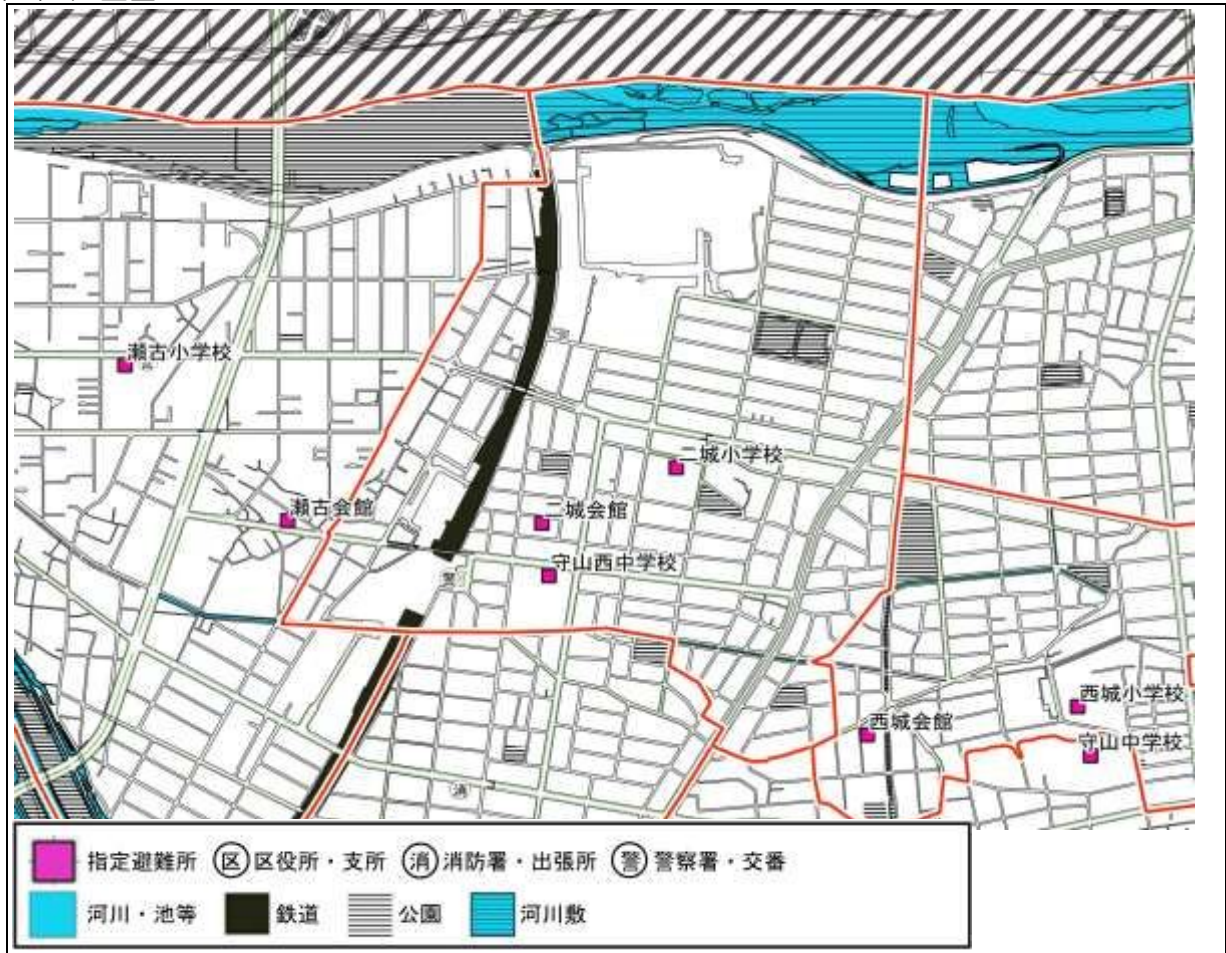 瀬古小学校
二城小学校
瀬古会館
二城会館
守山西中学校
警
西城小学校
西城会館
守山中学校
消
指定避難所 区 区役所・支所 消 消防署・出張所 警 警察署・交番
河川・池等 鉄道 公園 河川敷